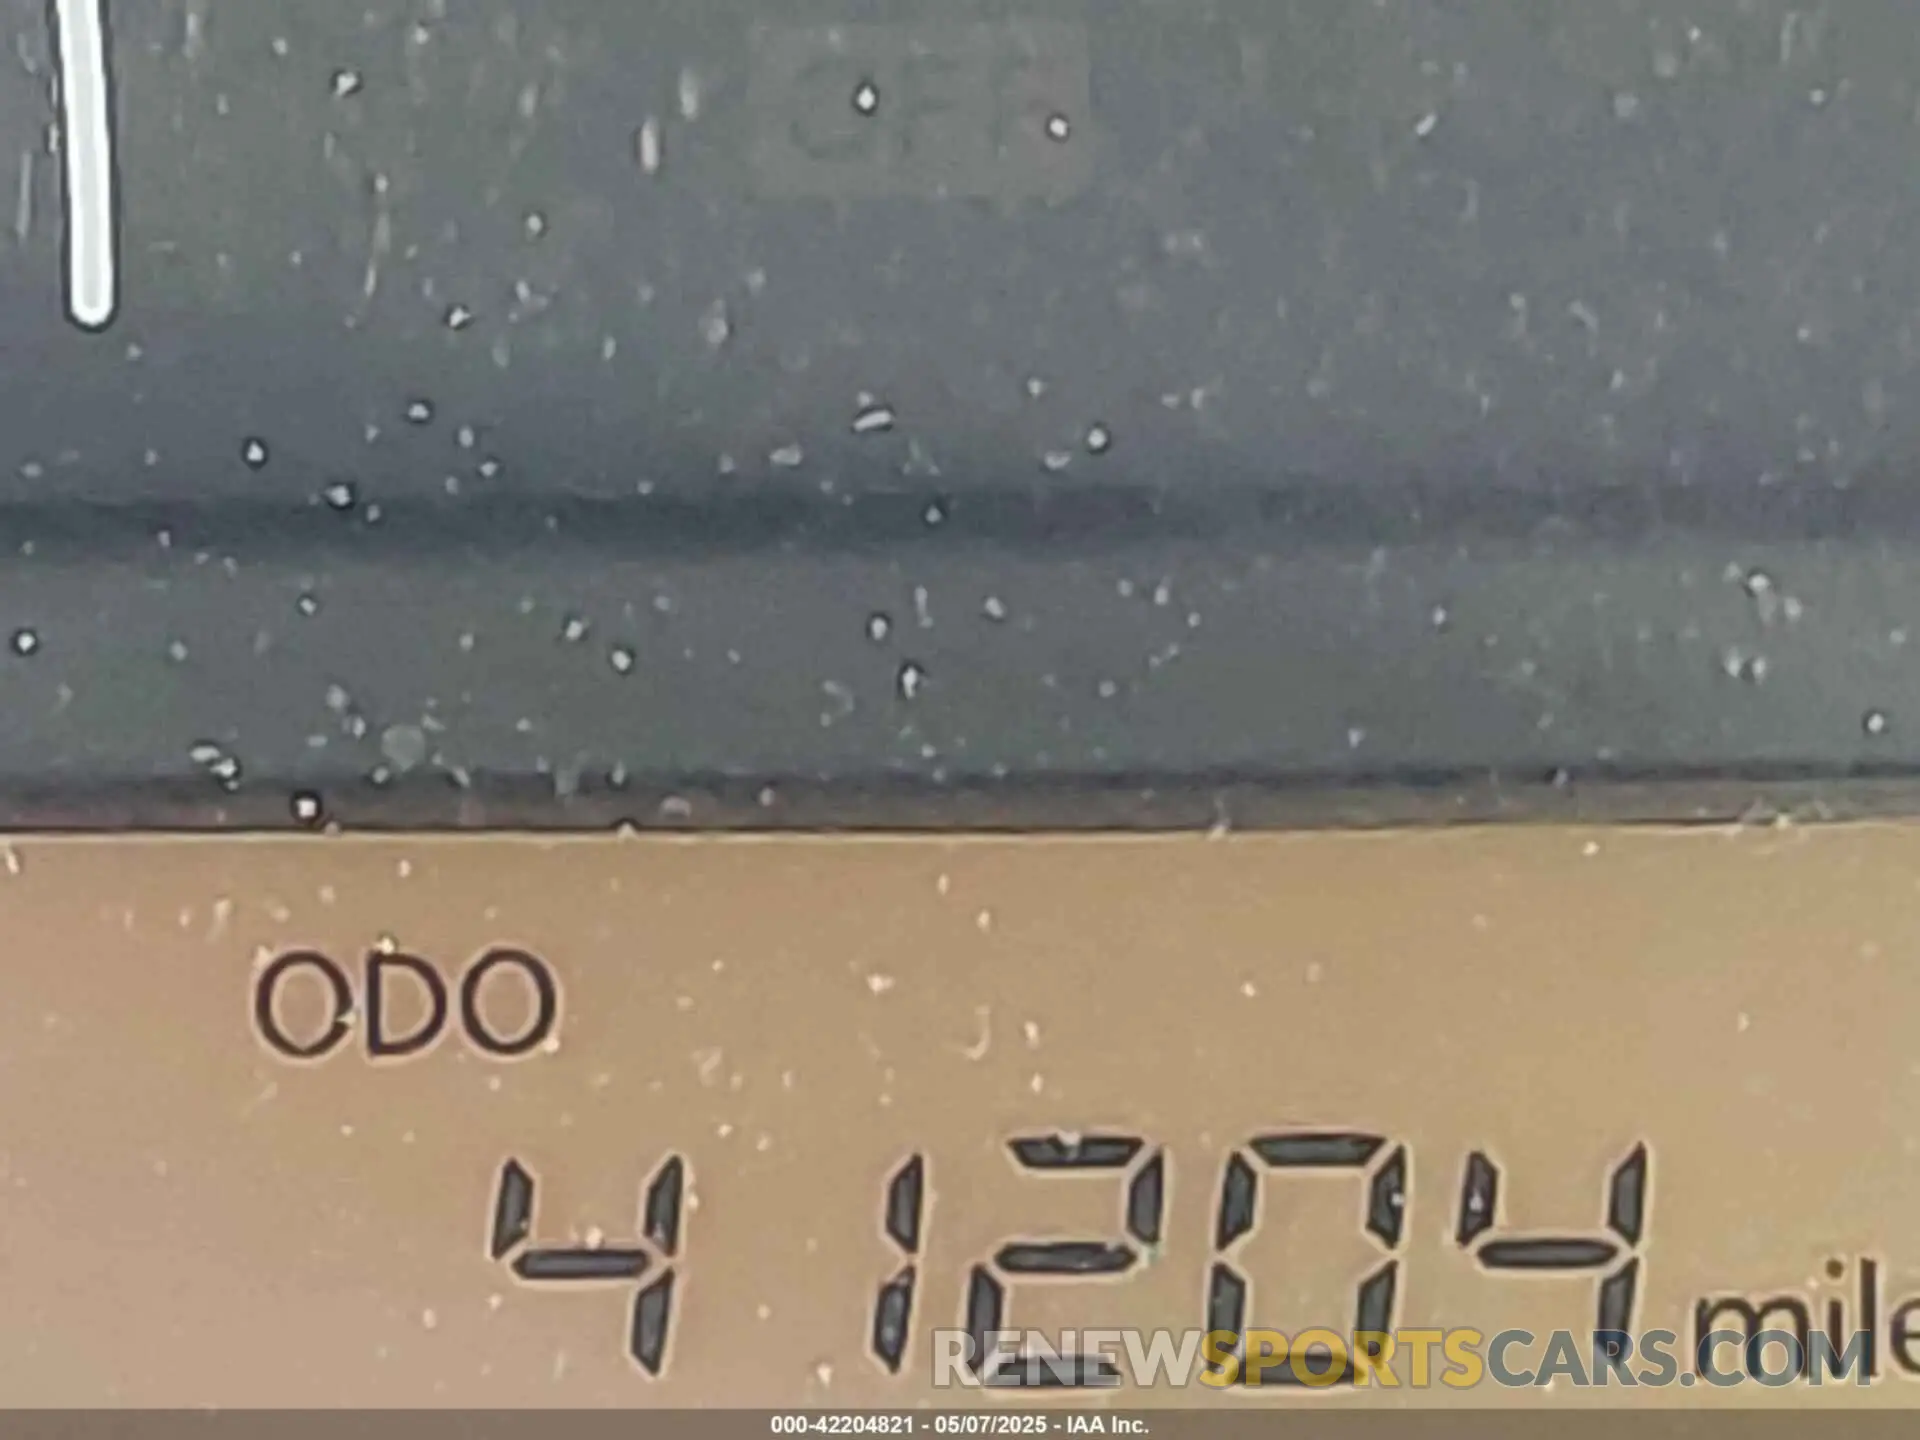 ODO
41204 mile
RENEWSPORTSCARS.COM
000-42204821 - 05/07/2025 - IAA Inc.